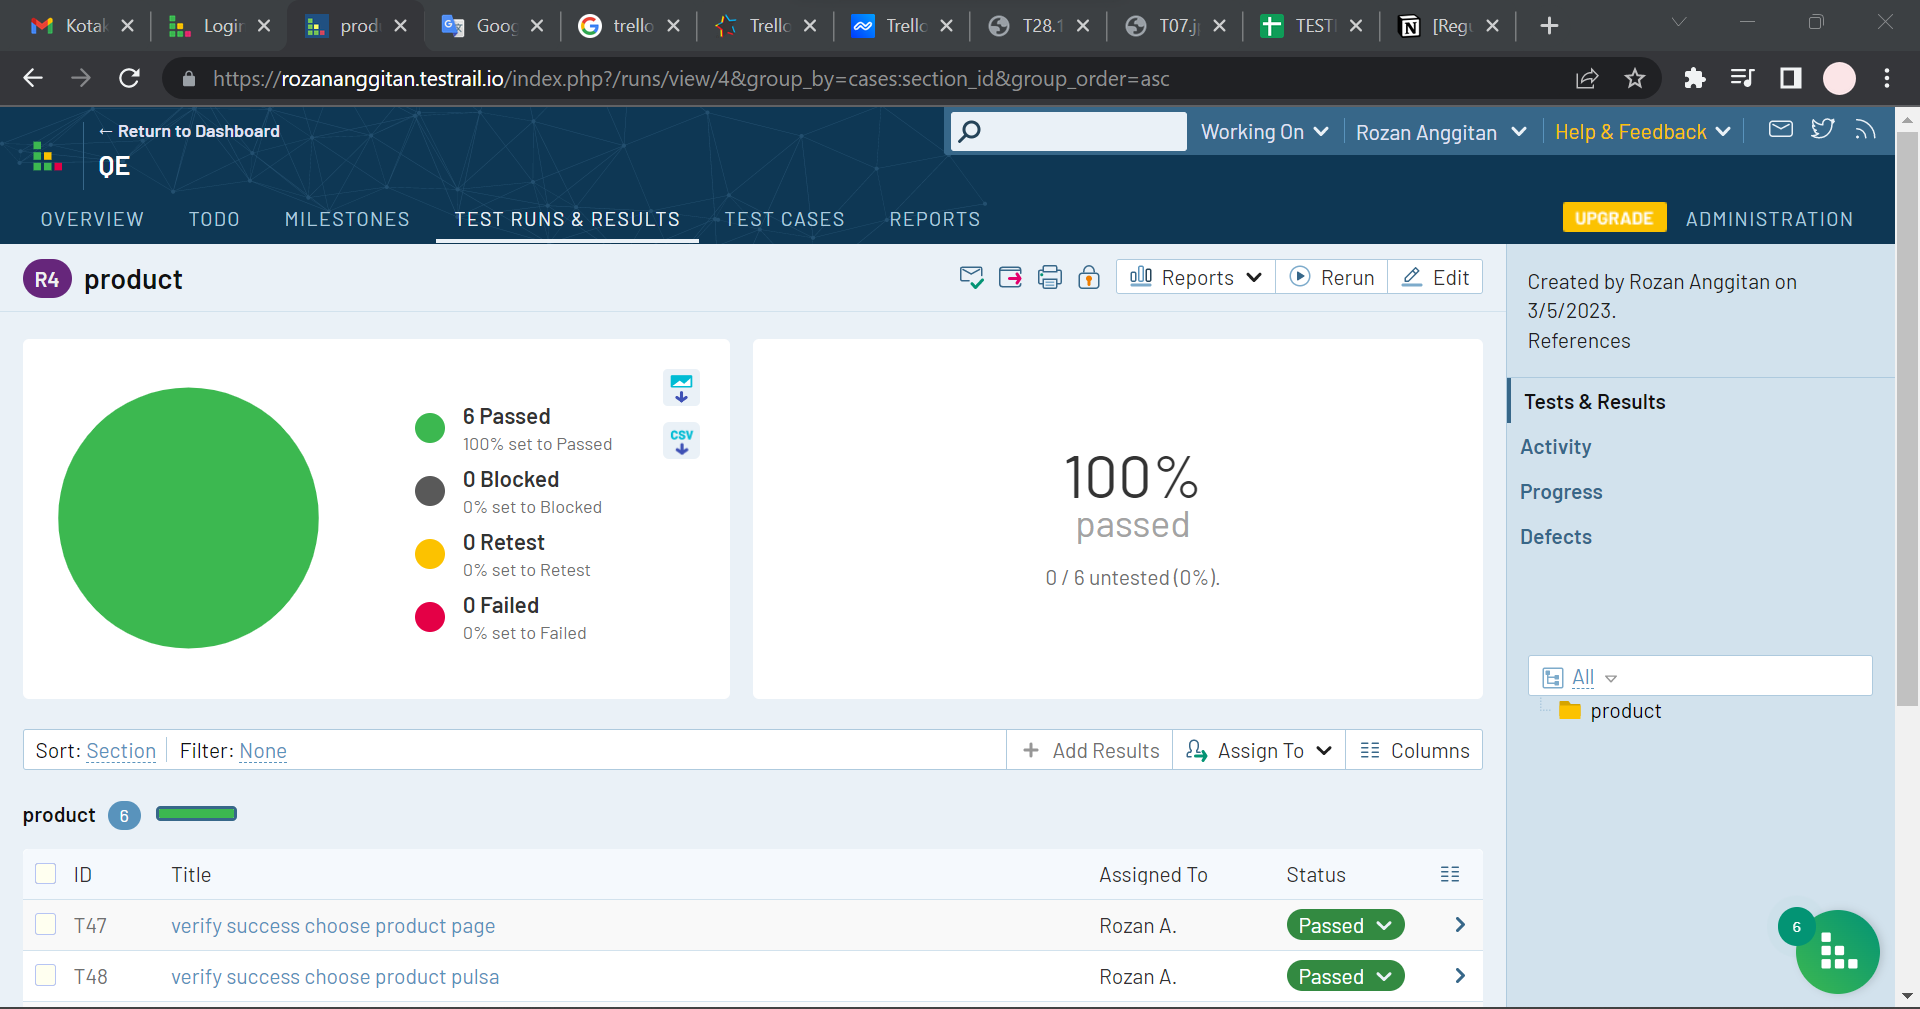 Kotak
Login
prod
Goog
trello
Trello
Trello
T28.1
T07.j
TESTI
[Regu
https://rozananggitan.testrail.io/index.php?/runs/view/4&group_by=cases:section_id&group_order=asc
← Return to Dashboard
QE
Working On
Rozan Anggitan
Help & Feedback
OVERVIEW TODO MILESTONES TEST RUNS & RESULTS TEST CASES REPORTS
UPGRADE ADMINISTRATION
R4 product
Reports Rerun Edit
Created by Rozan Anggitan on
3/5/2023.
References
Tests & Results
Activity
Progress
Defects
6 Passed
100% set to Passed
0 Blocked
0% set to Blocked
0 Retest
0% set to Retest
0 Failed
0% set to Failed
CSV
100%
passed
0 / 6 untested (0%).
All
product
Sort: Section Filter: None
Add Results Assign To Columns
product 6
ID Title Assigned To Status
T47 verify success choose product page Rozan A. Passed
T48 verify success choose product pulsa Rozan A. Passed
6